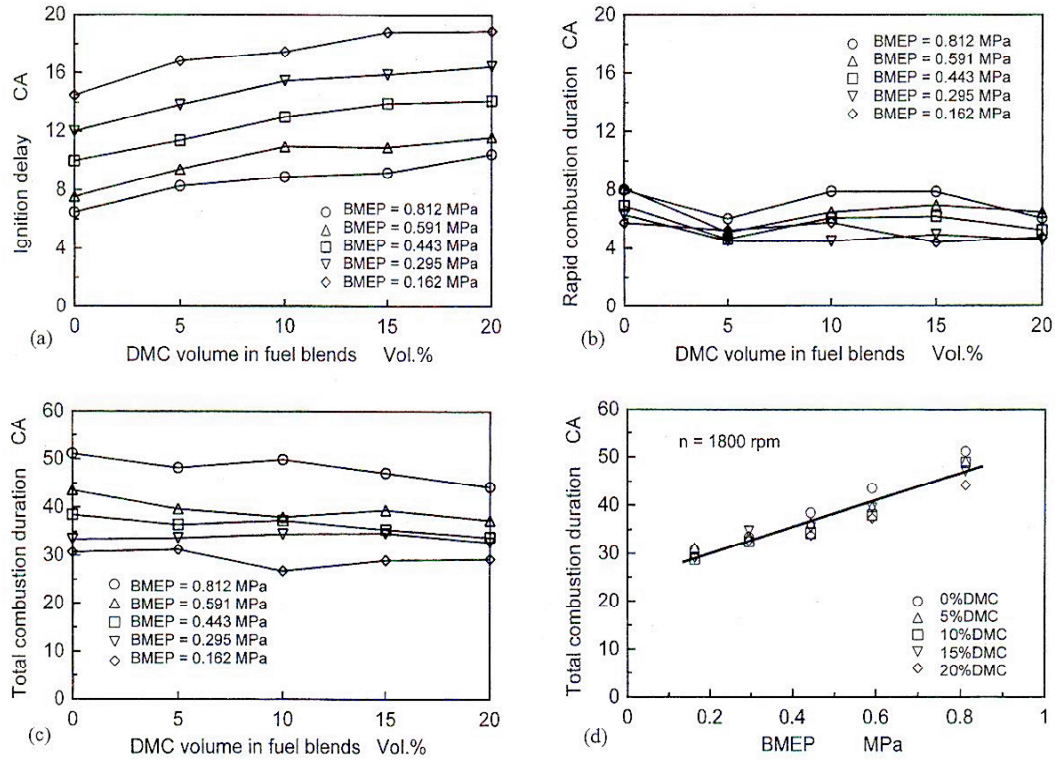 20
16
12
8
4
0
Ignition delay CA
BMEP = 0.812 MPa
BMEP = 0.591 MPa
BMEP = 0.443 MPa
BMEP = 0.295 MPa
BMEP = 0.162 MPa
0 5 10 15 20
(a) DMC volume in fuel blends Vol.%
20
16
12
8
4
0
Rapid combustion duration CA
BMEP = 0.812 MPa
BMEP = 0.591 MPa
BMEP = 0.443 MPa
BMEP = 0.295 MPa
BMEP = 0.162 MPa
0 5 10 15 20
(b) DMC volume in fuel blends Vol.%
60
50
40
30
20
10
0
Total combustion duration CA
BMEP = 0.812 MPa
BMEP = 0.591 MPa
BMEP = 0.443 MPa
BMEP = 0.295 MPa
BMEP = 0.162 MPa
0 5 10 15 20
(c) DMC volume in fuel blends Vol.%
60
50
40
30
20
10
0
Total combustion duration CA
n = 1800 rpm
0%DMC
5%DMC
10%DMC
15%DMC
20%DMC
0 0.2 0.4 0.6 0.8 1
(d) BMEP MPa